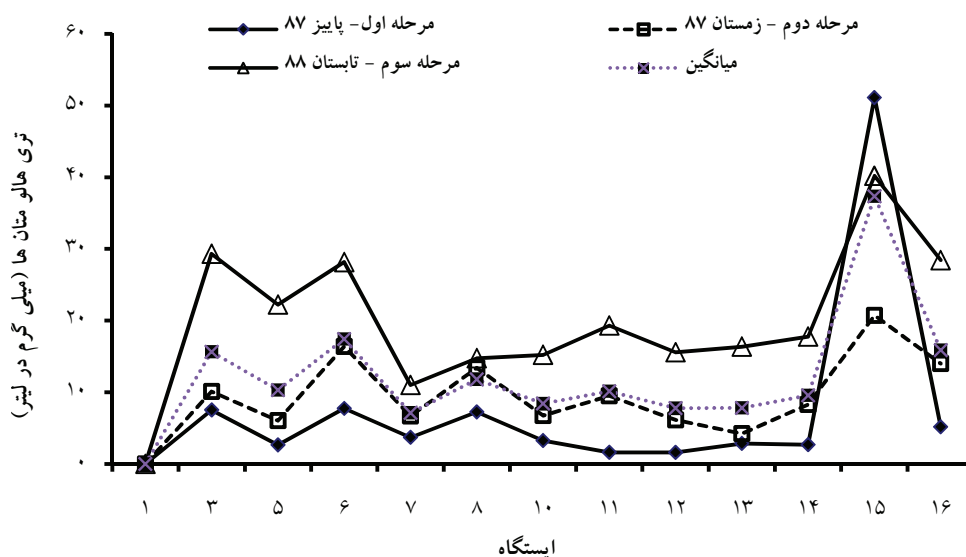 مرحله اول- پاییز ۸۷
مرحله دوم - زمستان ۸۷
مرحله سوم - تابستان ۸۸
میانگین
تری هالو متان ها (میلی گرم در لیتر)
۶۰
۵۰
۴۰
۳۰
۲۰
۱۰
۰
۱ ۳ ۵ ۶ ۷ ۸ ۱۰ ۱۱ ۱۲ ۱۳ ۱۴ ۱۵ ۱۶
ایستگاه